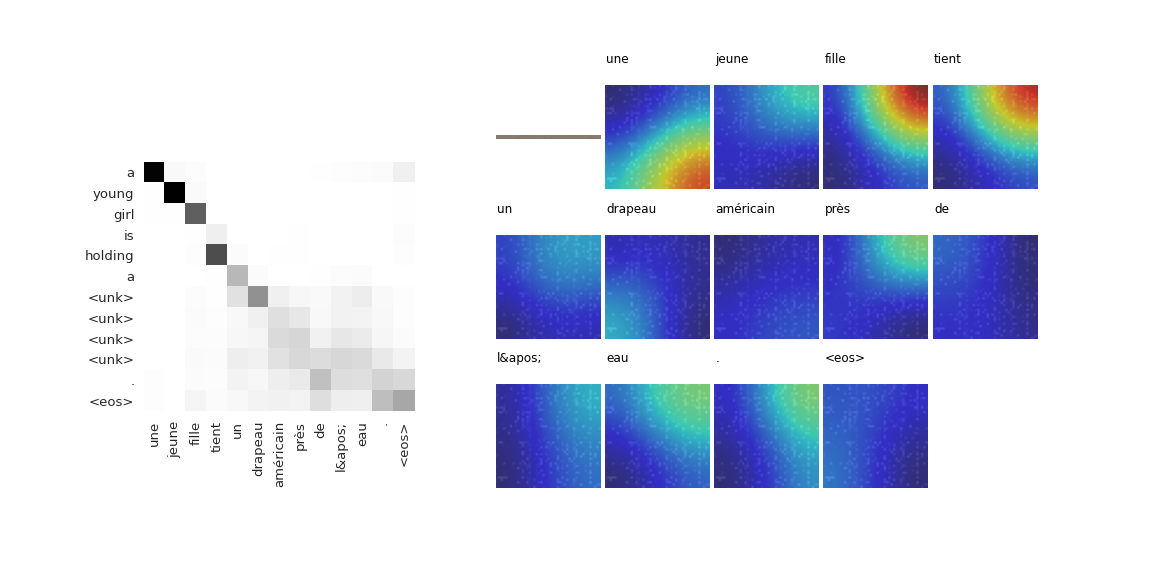 a
young
girl
is
holding
a
<unk>
<unk>
<unk>
<unk>
.
<eos>
une
jeune
fille
tient
un
drapeau
américain
près
de
l&apos;
eau
.
<eos>
une jeune fille tient
un drapeau américain près de
l&apos; eau . <eos>